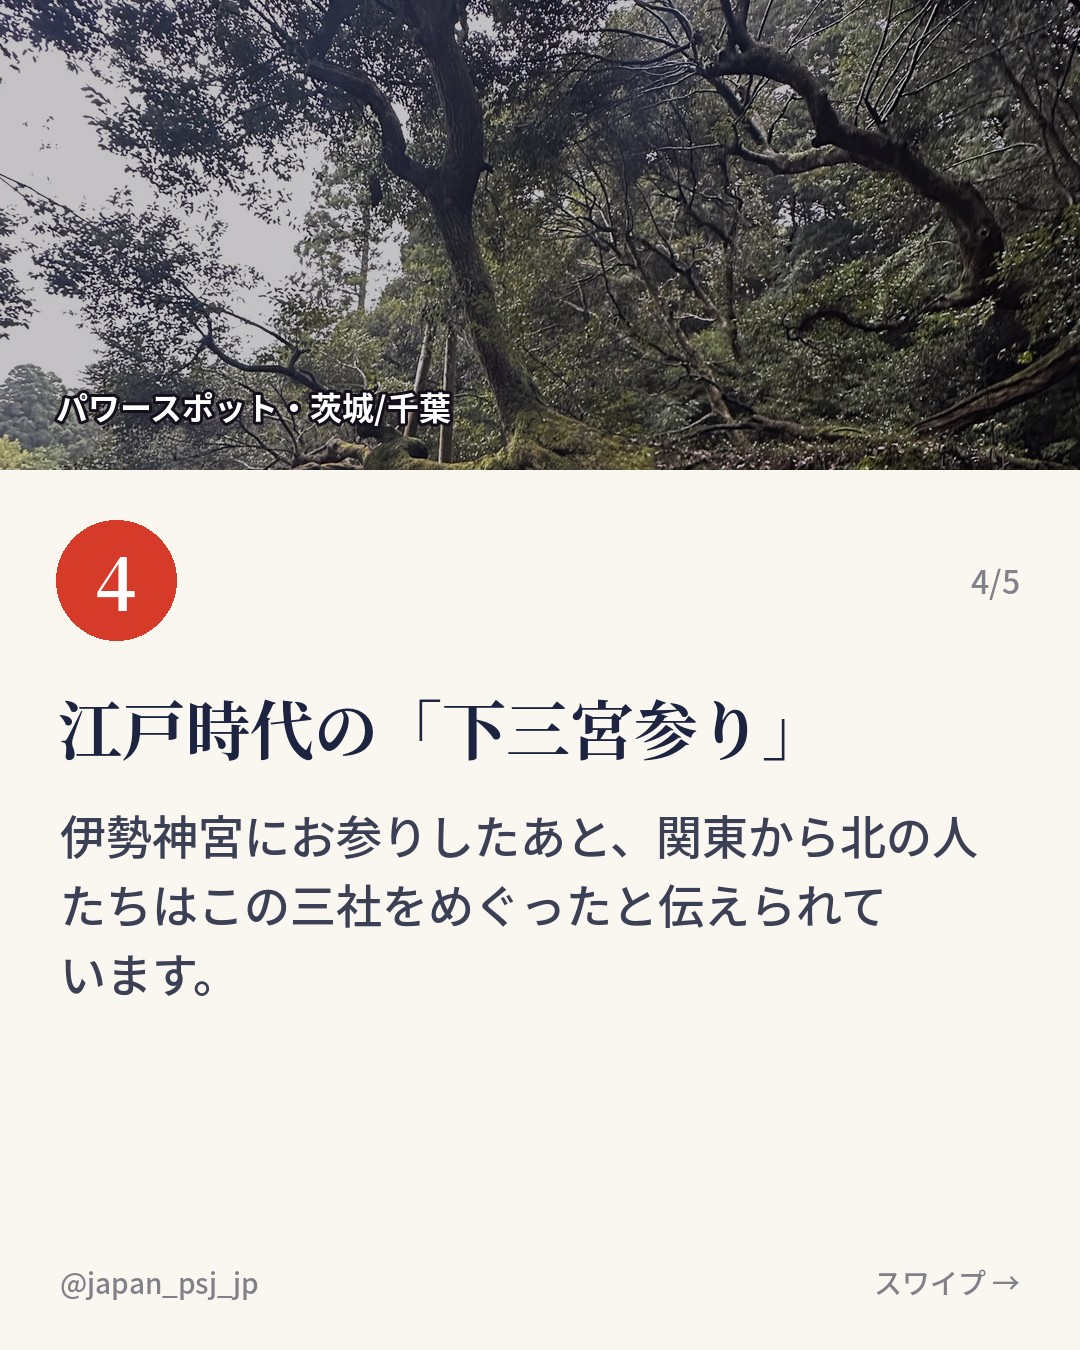 パワースポット・茨城/千葉
4
4/5
江戸時代の「下三宮参り」
伊勢神宮にお参りしたあと、関東から北の人
たちはこの三社をめぐったと伝えられて
います。
@japan_psj_jp
スワイプ →